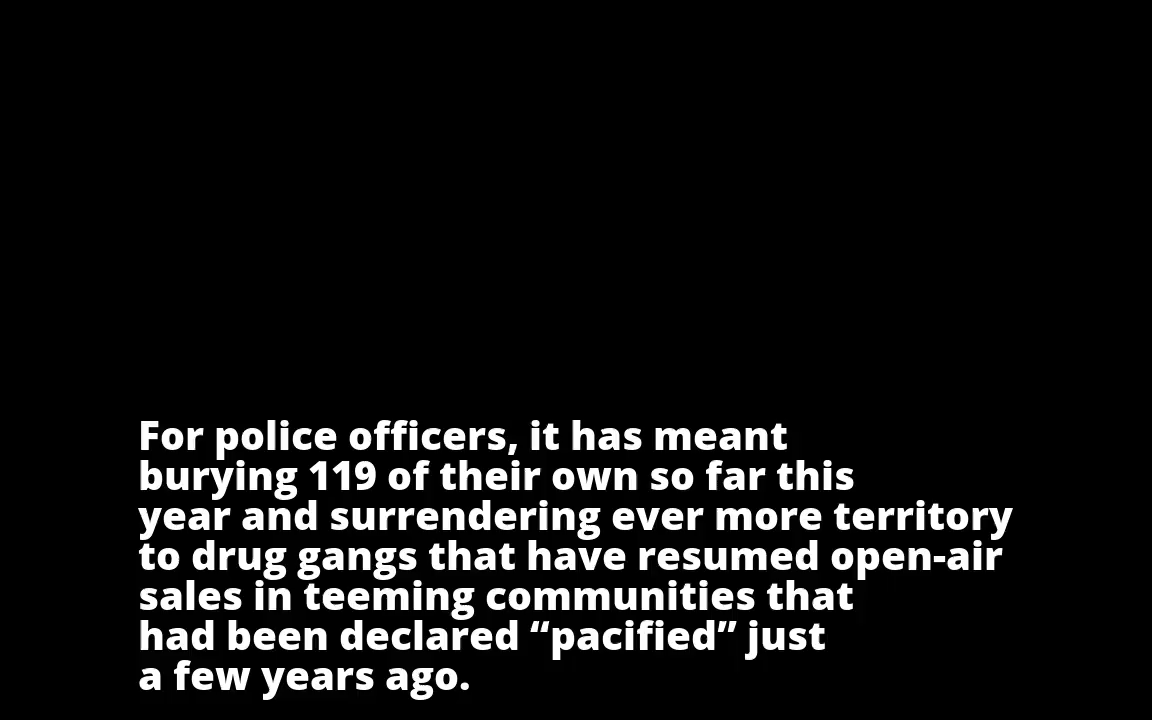 For police officers, it has meant
burying 119 of their own so far this
year and surrendering ever more territory
to drug gangs that have resumed open-air
sales in teeming communities that
had been declared “pacified” just
a few years ago.